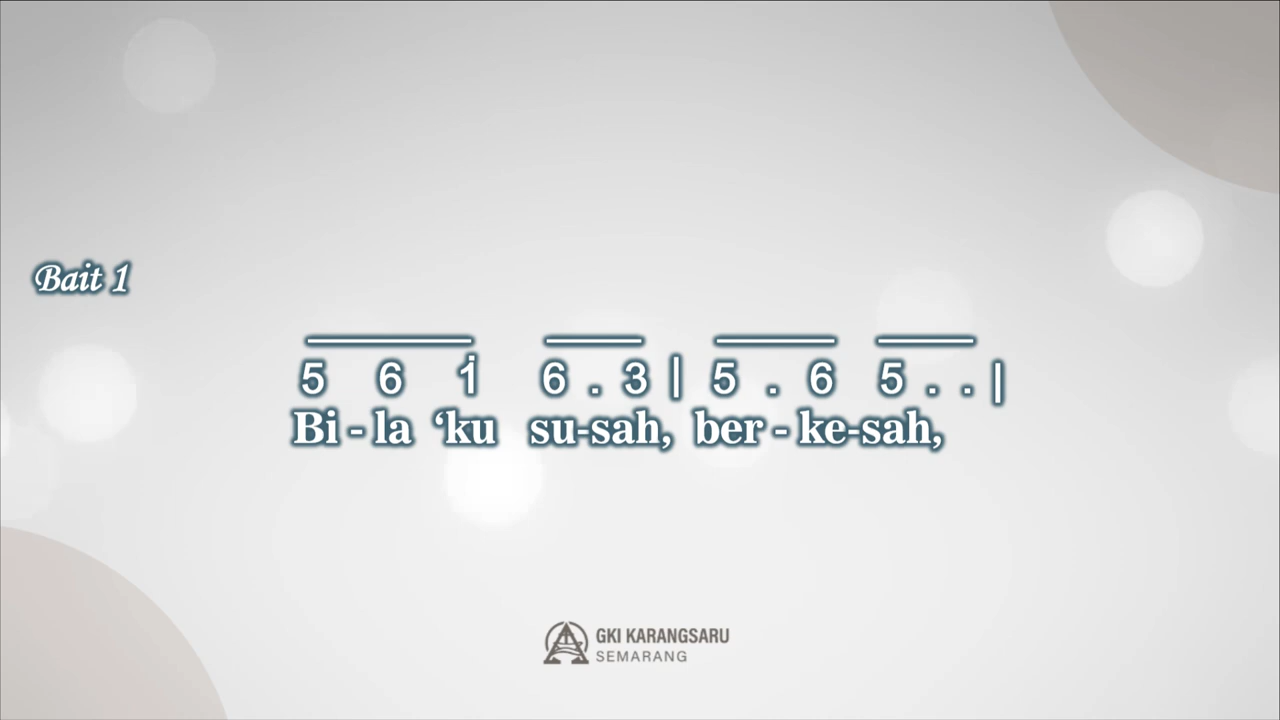 Bait 1
5 6 1̇ 6 . 3 | 5 . 6 5 . . |
Bi - la ‘ku su-sah, ber - ke-sah,
GKI KARANGSARU
SEMARANG